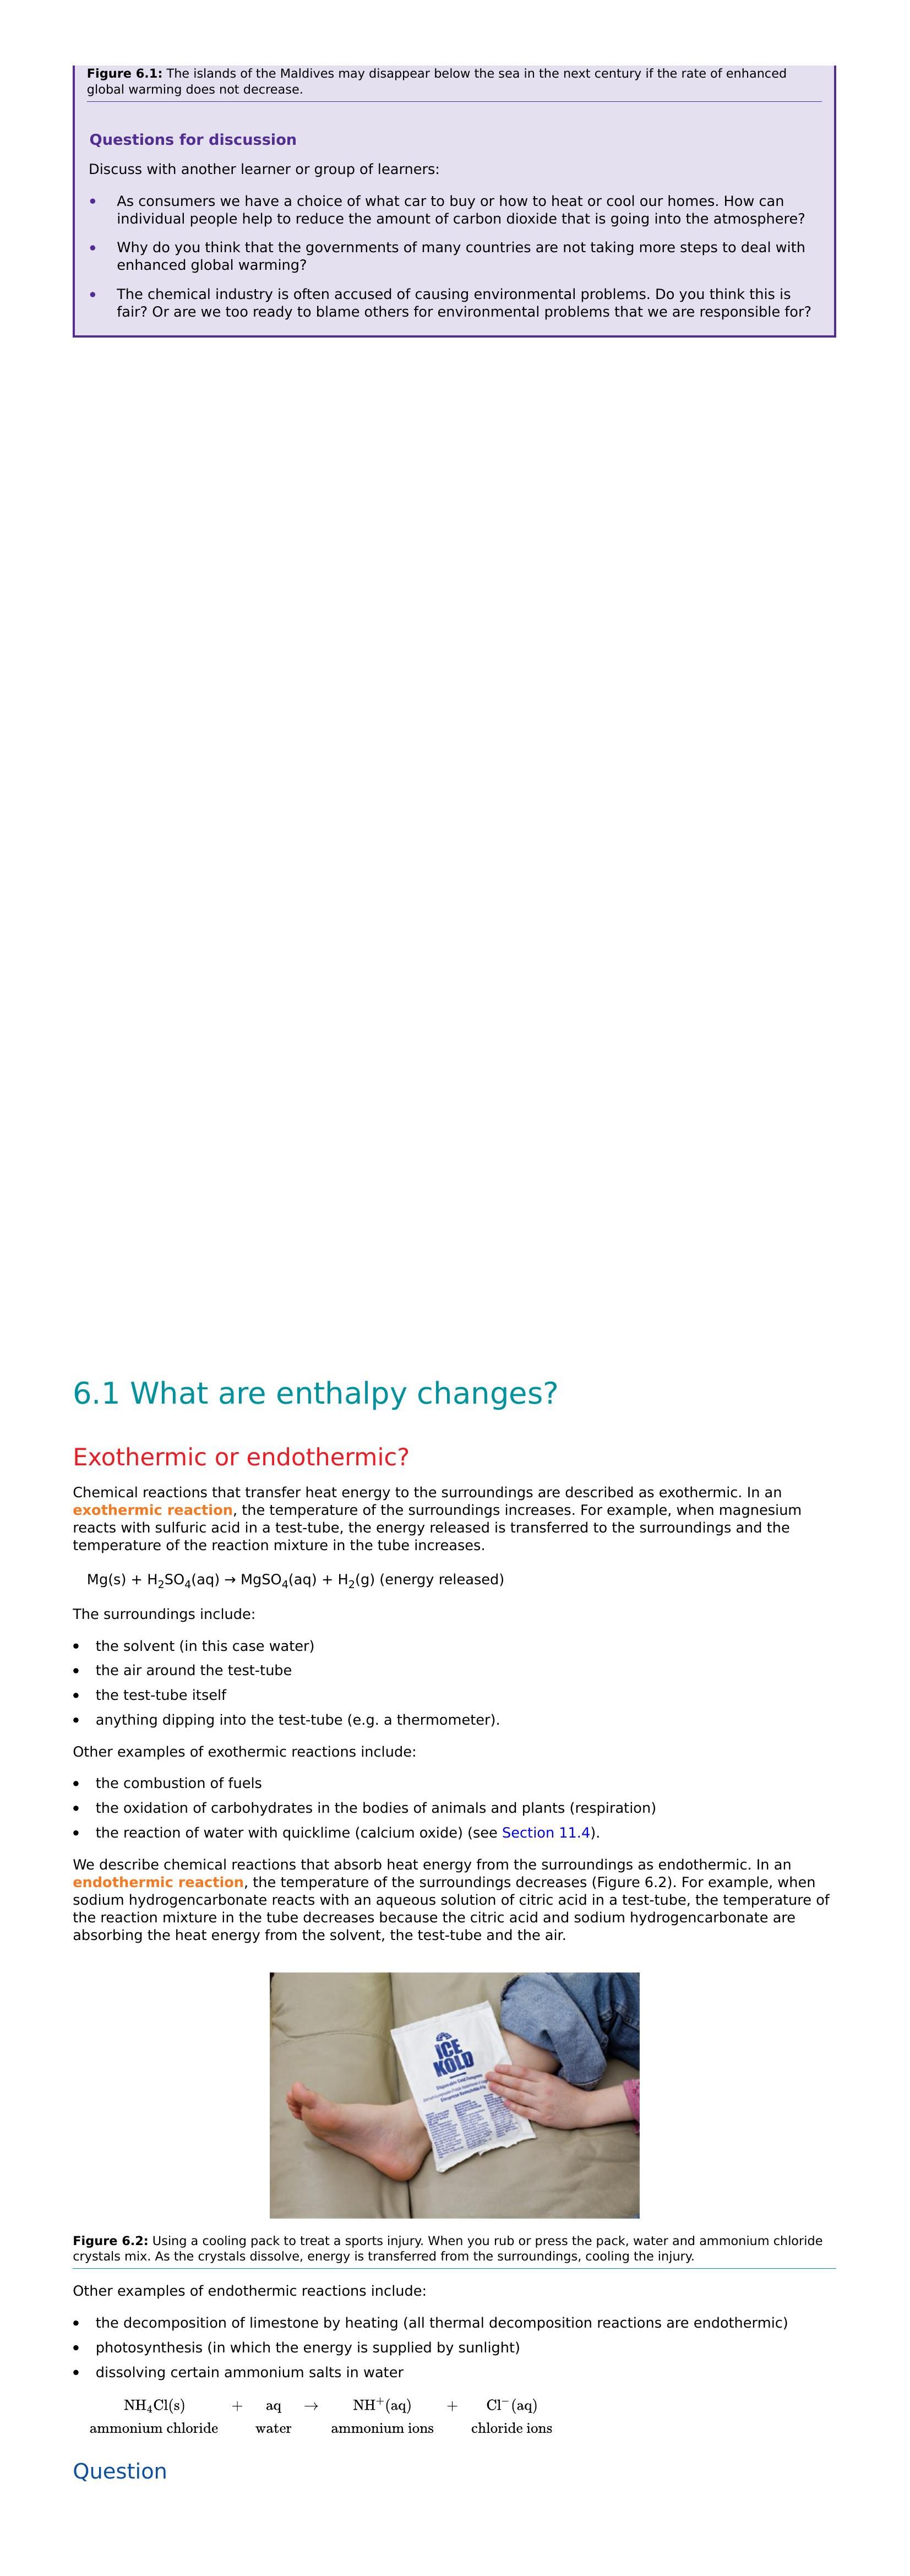 Figure 6.1: The islands of the Maldives may disappear below the sea in the next century if the rate of enhanced
global warming does not decrease.
Questions for discussion
Discuss with another learner or group of learners:
• As consumers we have a choice of what car to buy or how to heat or cool our homes. How can
individual people help to reduce the amount of carbon dioxide that is going into the atmosphere?
• Why do you think that the governments of many countries are not taking more steps to deal with
enhanced global warming?
• The chemical industry is often accused of causing environmental problems. Do you think this is
fair? Or are we too ready to blame others for environmental problems that we are responsible for?
6.1 What are enthalpy changes?
Exothermic or endothermic?
Chemical reactions that transfer heat energy to the surroundings are described as exothermic. In an
exothermic reaction, the temperature of the surroundings increases. For example, when magnesium
reacts with sulfuric acid in a test-tube, the energy released is transferred to the surroundings and the
temperature of the reaction mixture in the tube increases.
Mg(s) + H₂SO₄(aq) → MgSO₄(aq) + H₂(g) (energy released)
The surroundings include:
• the solvent (in this case water)
• the air around the test-tube
• the test-tube itself
• anything dipping into the test-tube (e.g. a thermometer).
Other examples of exothermic reactions include:
• the combustion of fuels
• the oxidation of carbohydrates in the bodies of animals and plants (respiration)
• the reaction of water with quicklime (calcium oxide) (see Section 11.4).
We describe chemical reactions that absorb heat energy from the surroundings as endothermic. In an
endothermic reaction, the temperature of the surroundings decreases (Figure 6.2). For example, when
sodium hydrogencarbonate reacts with an aqueous solution of citric acid in a test-tube, the temperature of
the reaction mixture in the tube decreases because the citric acid and sodium hydrogencarbonate are
absorbing the heat energy from the solvent, the test-tube and the air.
ICE
KOLD
Figure 6.2: Using a cooling pack to treat a sports injury. When you rub or press the pack, water and ammonium chloride
crystals mix. As the crystals dissolve, energy is transferred from the surroundings, cooling the injury.
Other examples of endothermic reactions include:
• the decomposition of limestone by heating (all thermal decomposition reactions are endothermic)
• photosynthesis (in which the energy is supplied by sunlight)
• dissolving certain ammonium salts in water
NH₄Cl(s) + aq → NH⁺(aq) + Cl⁻(aq)
ammonium chloride water ammonium ions chloride ions
Question